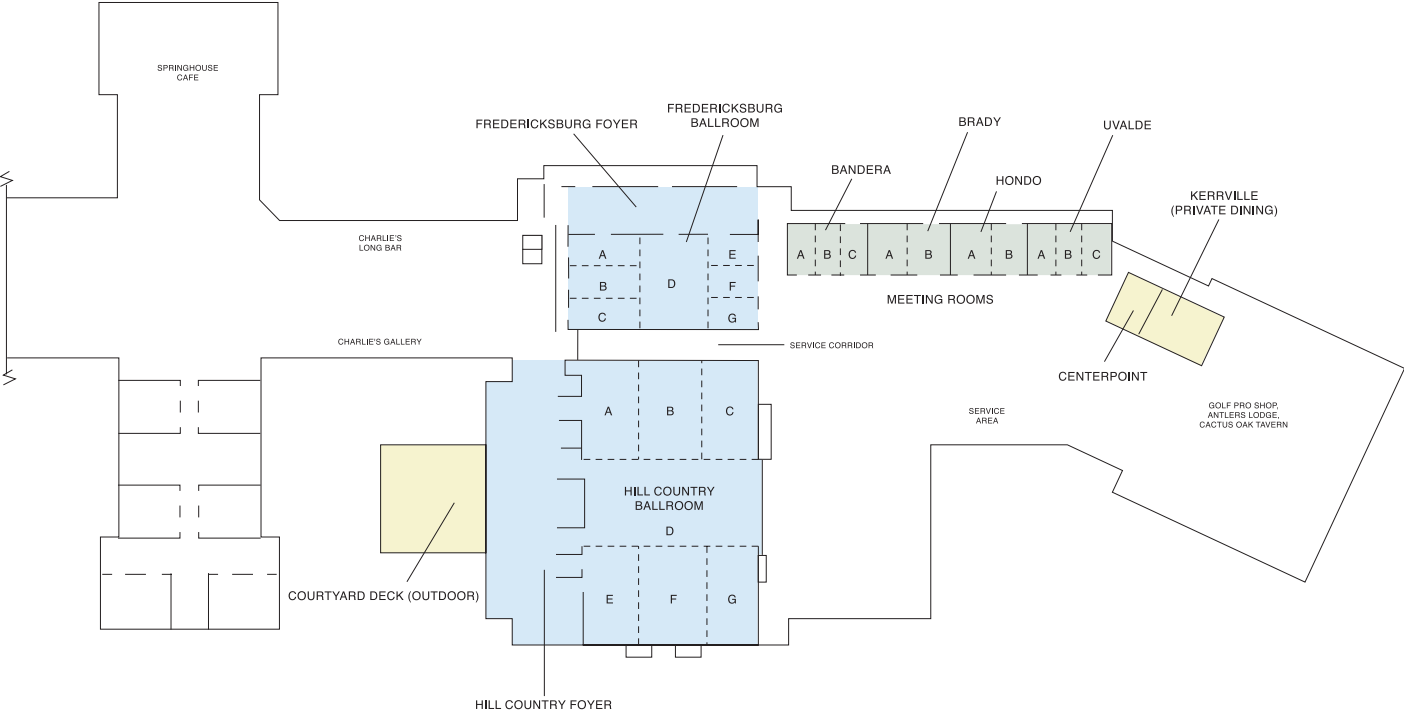 SPRINGHOUSE
CAFE
FREDERICKSBURG FOYER
FREDERICKSBURG
BALLROOM
BRADY
UVALDE
BANDERA
HONDO
KERRVILLE
(PRIVATE DINING)
CHARLIE'S
LONG BAR
A
B
C
D
E
F
G
A B C A B A B A B C
MEETING ROOMS
CHARLIE'S GALLERY
SERVICE CORRIDOR
CENTERPOINT
GOLF PRO SHOP,
ANTLERS LODGE,
CACTUS OAK TAVERN
SERVICE
AREA
A B C
HILL COUNTRY
BALLROOM
D
E F G
COURTYARD DECK (OUTDOOR)
HILL COUNTRY FOYER